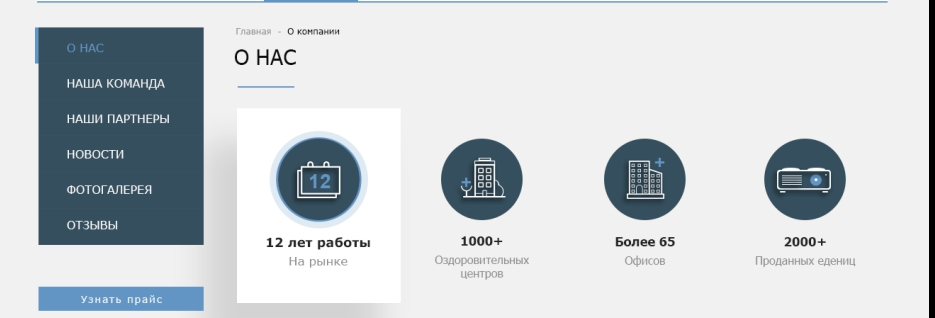 Главная - О компании
О НАС
О НАС
НАША КОМАНДА
НАШИ ПАРТНЕРЫ
НОВОСТИ
ФОТОГАЛЕРЕЯ
ОТЗЫВЫ
Узнать прайс
12
12 лет работы
На рынке
1000+
Оздоровительных
центров
Более 65
Офисов
2000+
Проданных едениц